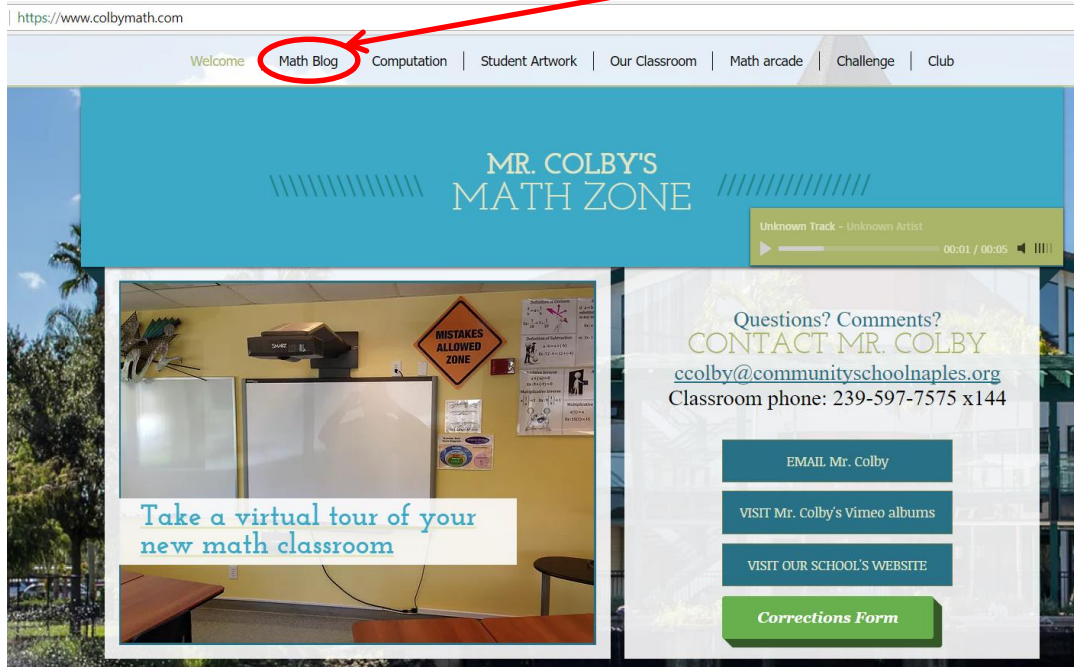 https://www.colbymath.com
Welcome Math Blog Computation Student Artwork Our Classroom Math arcade Challenge Club
MR. COLBY'S
MATH ZONE
Unknown Track - Unknown Artist
00:01 / 00:05
MISTAKES
ALLOWED
ZONE
SMART
Take a virtual tour of your
new math classroom
Questions? Comments?
CONTACT MR. COLBY
ccolby@communityschoolnaples.org
Classroom phone: 239-597-7575 x144
EMAIL Mr. Colby
VISIT Mr. Colby's Vimeo albums
VISIT OUR SCHOOL'S WEBSITE
Corrections Form